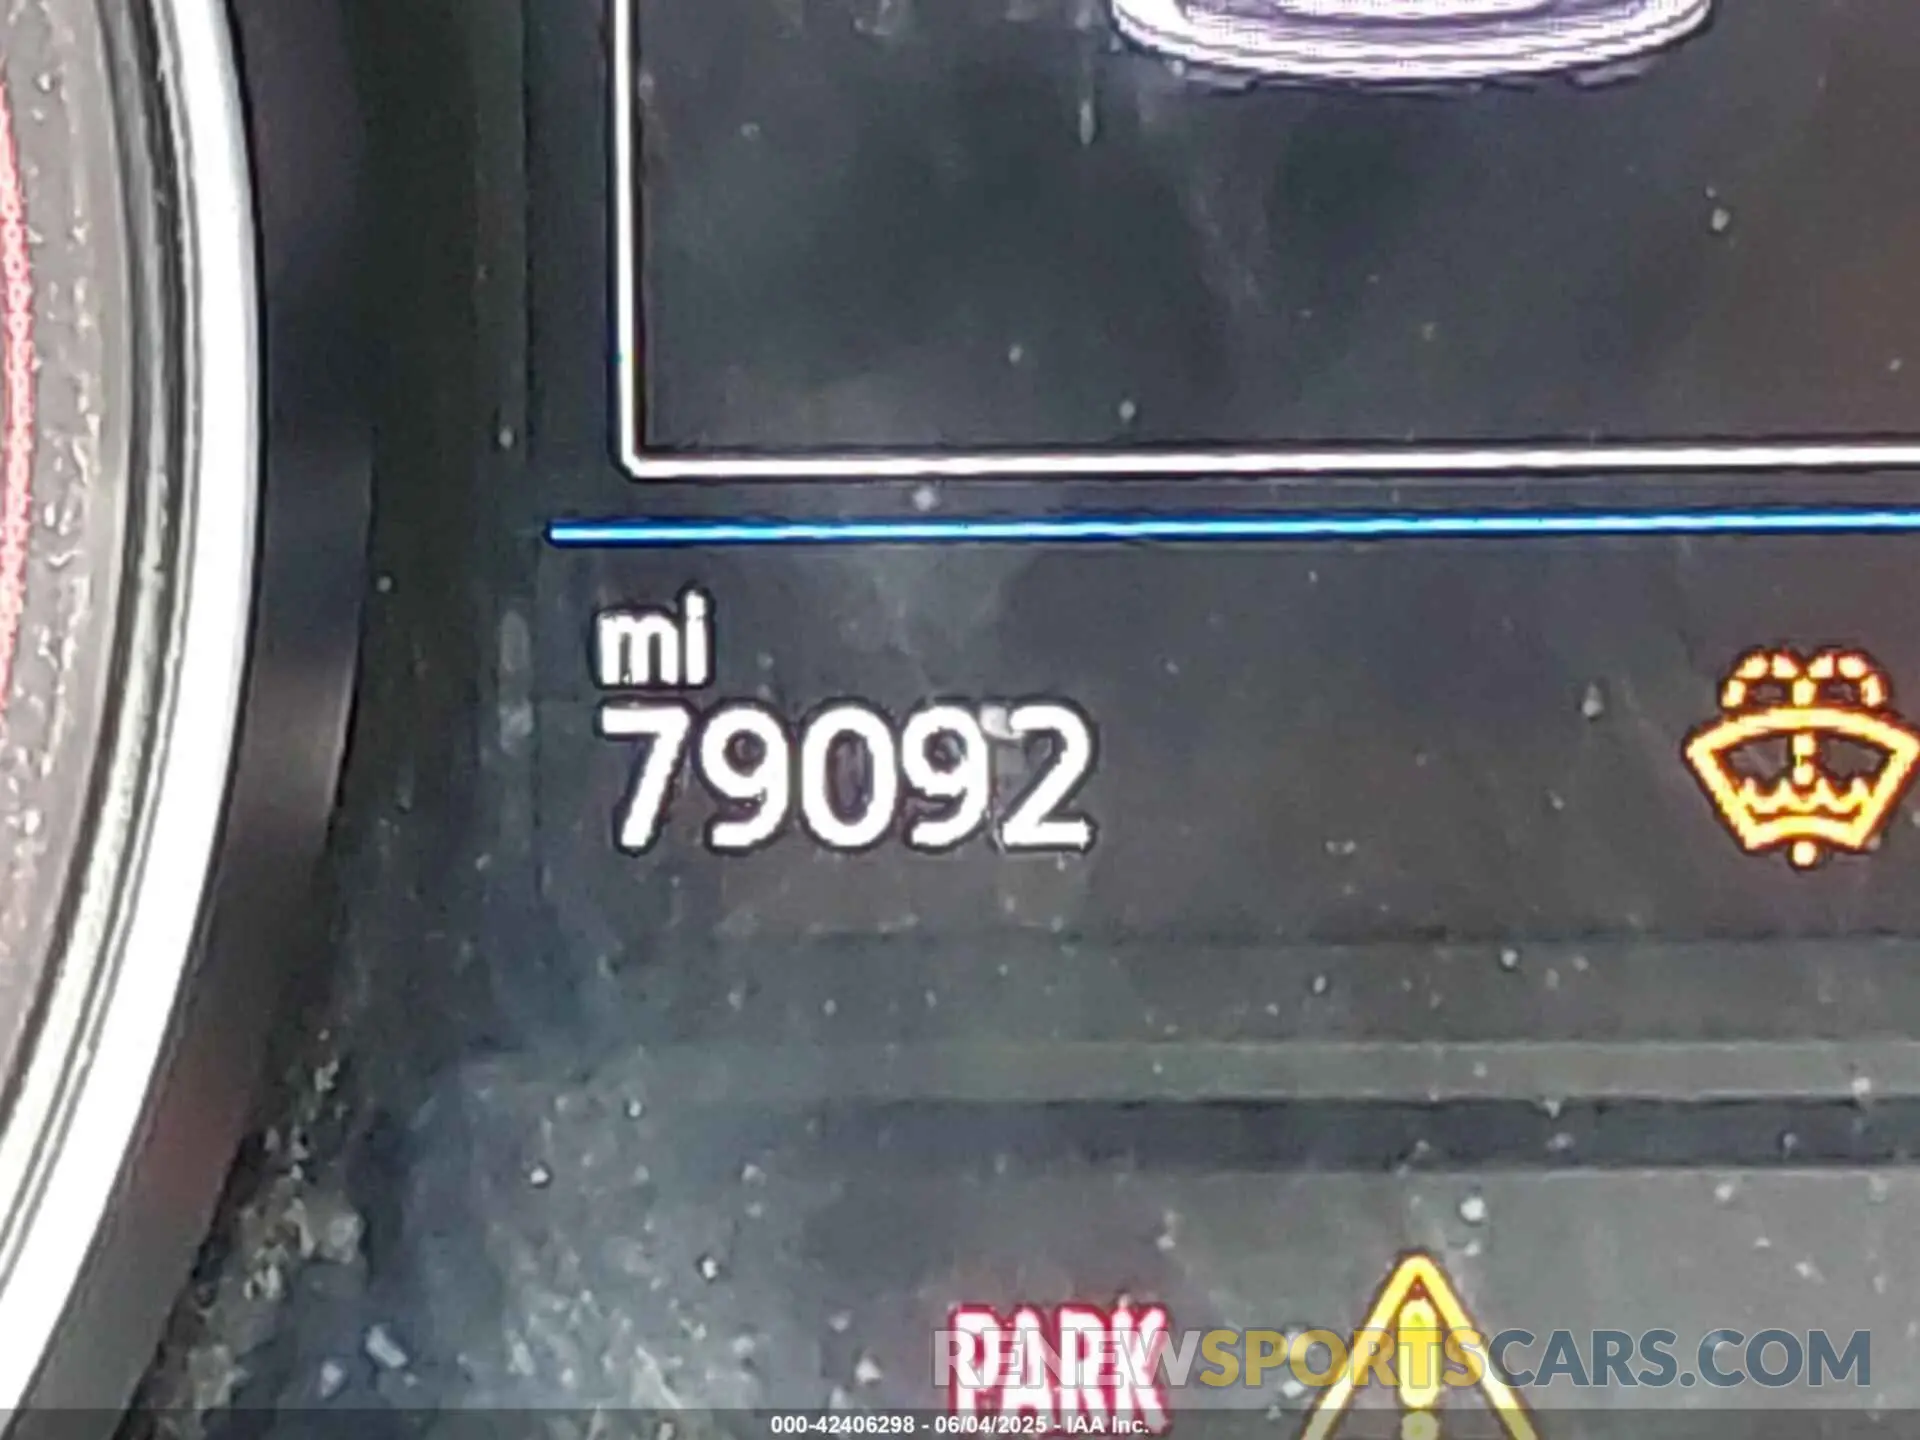 mi
79092
PARK
RENEWSPORTSCARS.COM
000-42406298 - 06/04/2025 - IAA Inc.